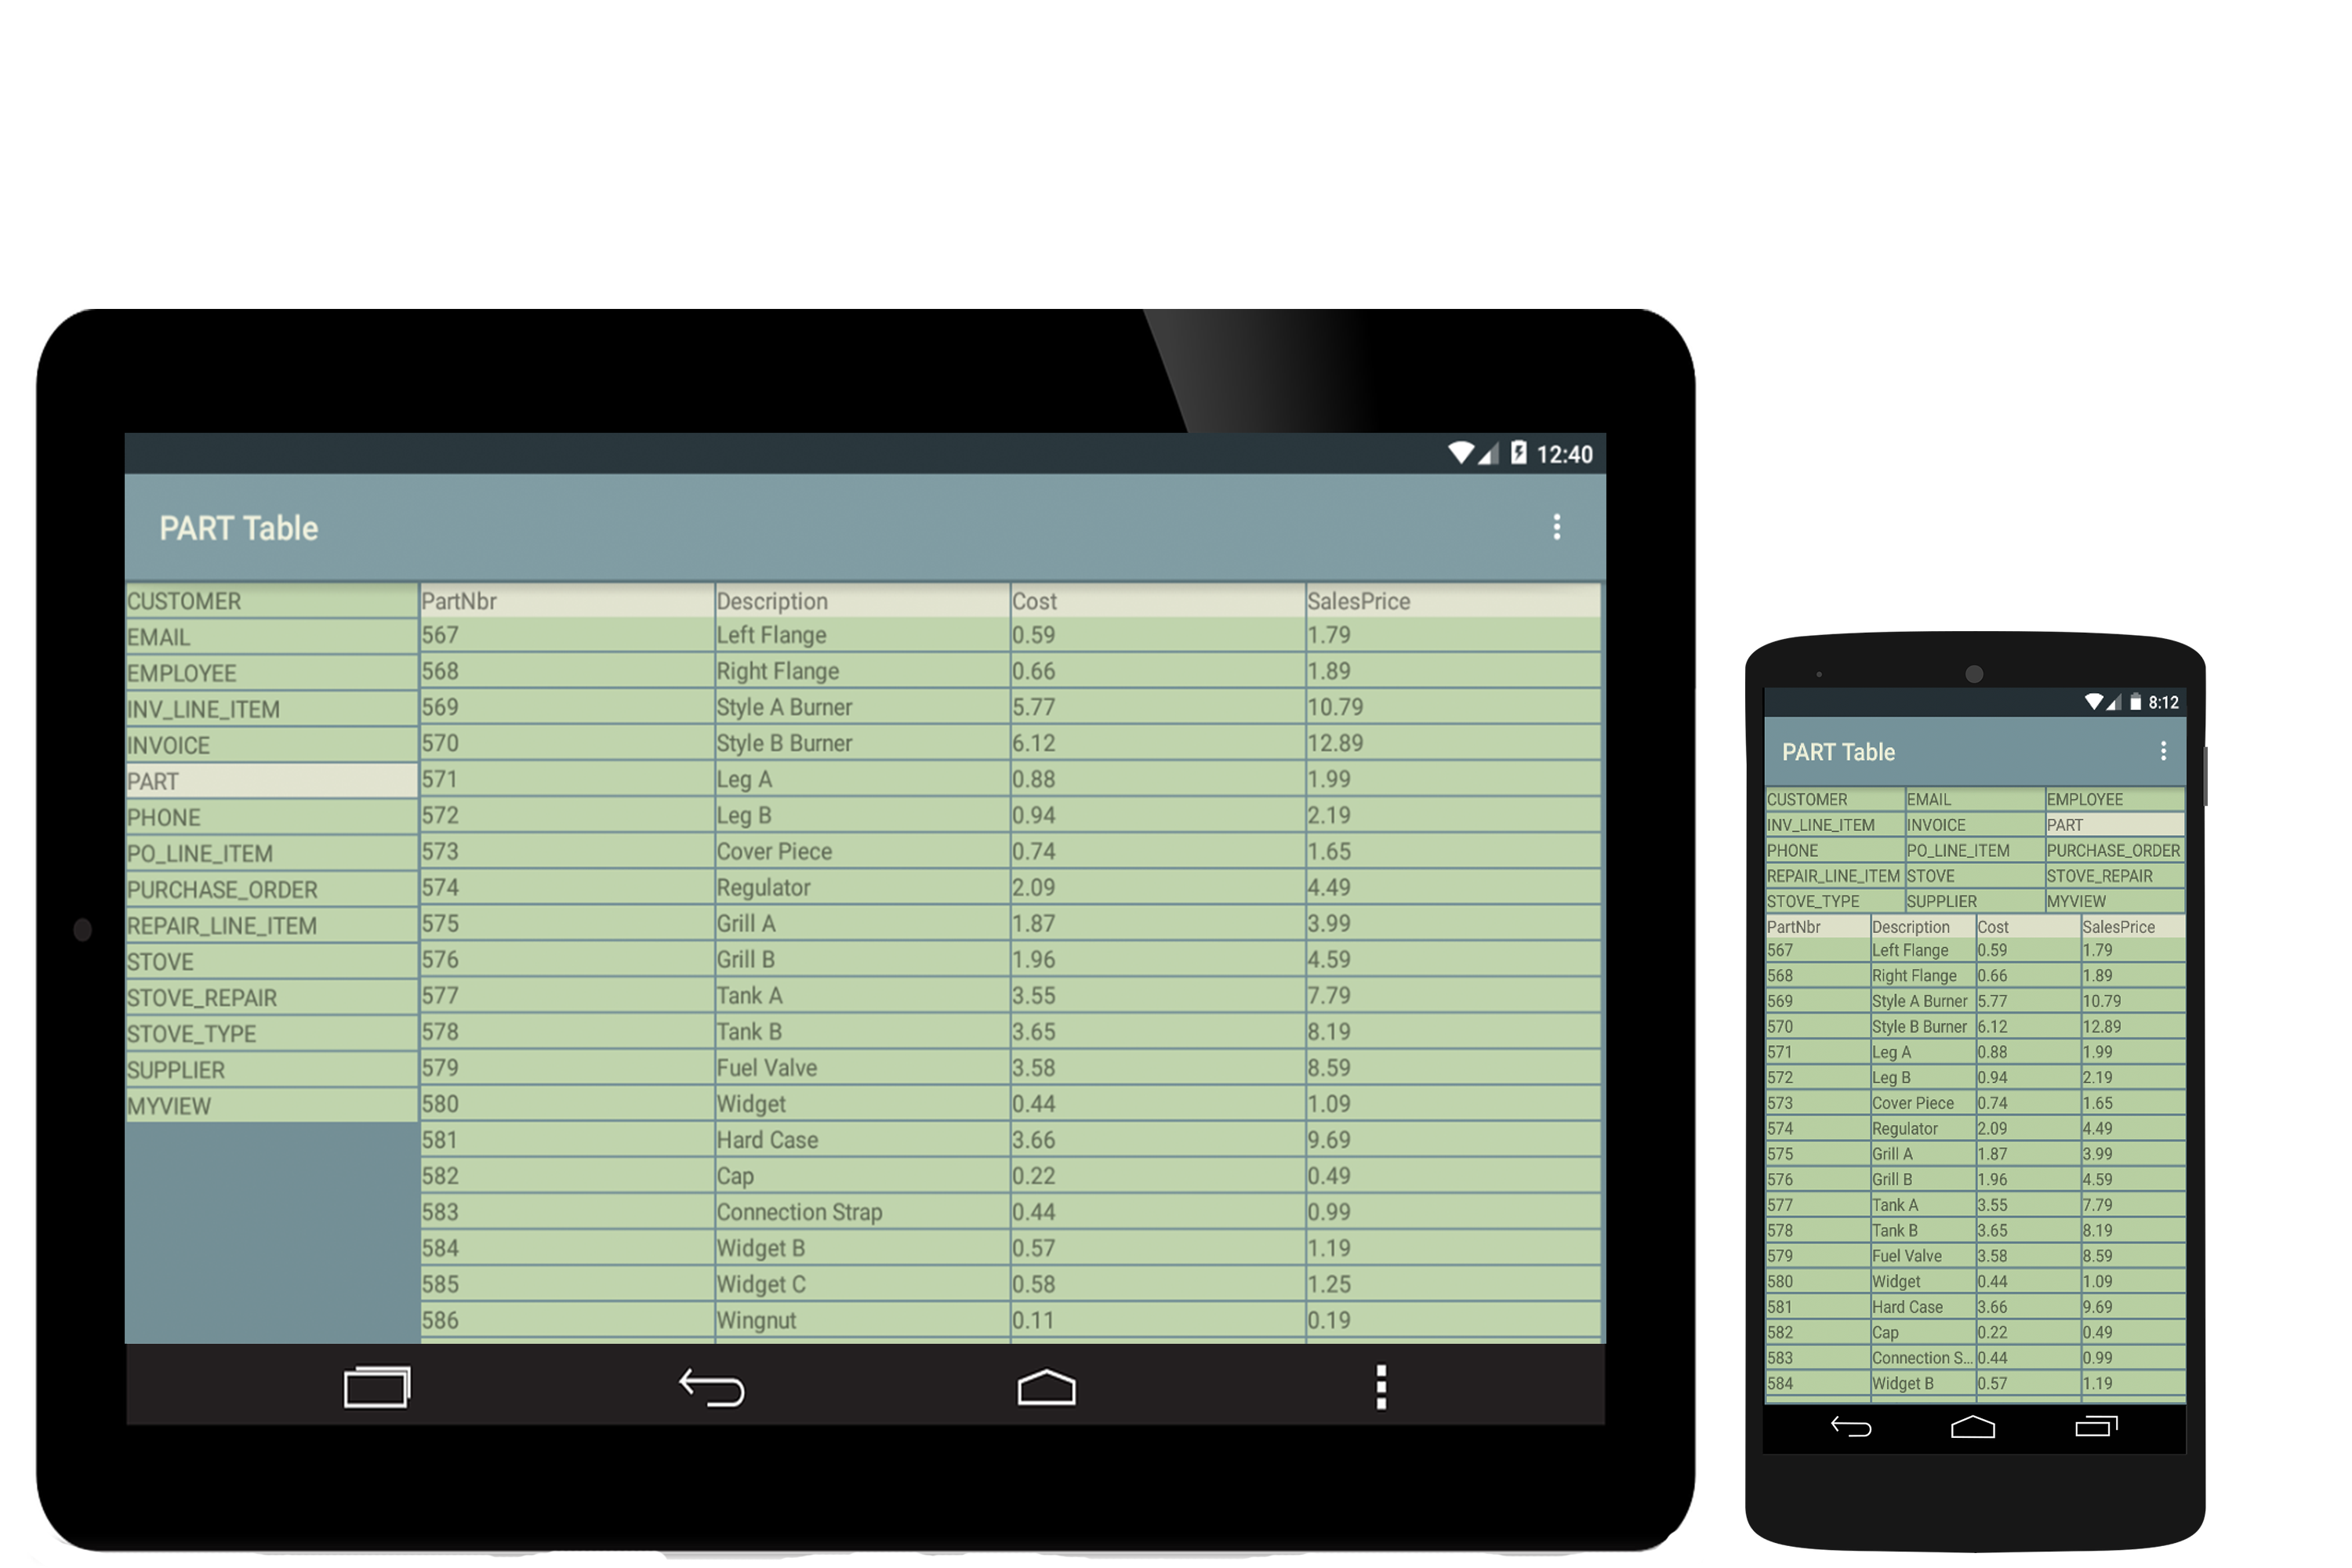 12:40
PART Table
CUSTOMER
EMAIL
EMPLOYEE
INV_LINE_ITEM
INVOICE
PART
PHONE
PO_LINE_ITEM
PURCHASE_ORDER
REPAIR_LINE_ITEM
STOVE
STOVE_REPAIR
STOVE_TYPE
SUPPLIER
MYVIEW
PartNbr Description Cost SalesPrice
567 Left Flange 0.59 1.79
568 Right Flange 0.66 1.89
569 Style A Burner 5.77 10.79
570 Style B Burner 6.12 12.89
571 Leg A 0.88 1.99
572 Leg B 0.94 2.19
573 Cover Piece 0.74 1.65
574 Regulator 2.09 4.49
575 Grill A 1.87 3.99
576 Grill B 1.96 4.59
577 Tank A 3.55 7.79
578 Tank B 3.65 8.19
579 Fuel Valve 3.58 8.59
580 Widget 0.44 1.09
581 Hard Case 3.66 9.69
582 Cap 0.22 0.49
583 Connection Strap 0.44 0.99
584 Widget B 0.57 1.19
585 Widget C 0.58 1.25
586 Wingnut 0.11 0.19
8:12
PART Table
CUSTOMER EMAIL EMPLOYEE
INV_LINE_ITEM INVOICE PART
PHONE PO_LINE_ITEM PURCHASE_ORDER
REPAIR_LINE_ITEM STOVE STOVE_REPAIR
STOVE_TYPE SUPPLIER MYVIEW
PartNbr Description Cost SalesPrice
567 Left Flange 0.59 1.79
568 Right Flange 0.66 1.89
569 Style A Burner 5.77 10.79
570 Style B Burner 6.12 12.89
571 Leg A 0.88 1.99
572 Leg B 0.94 2.19
573 Cover Piece 0.74 1.65
574 Regulator 2.09 4.49
575 Grill A 1.87 3.99
576 Grill B 1.96 4.59
577 Tank A 3.55 7.79
578 Tank B 3.65 8.19
579 Fuel Valve 3.58 8.59
580 Widget 0.44 1.09
581 Hard Case 3.66 9.69
582 Cap 0.22 0.49
583 Connection S... 0.44 0.99
584 Widget B 0.57 1.19